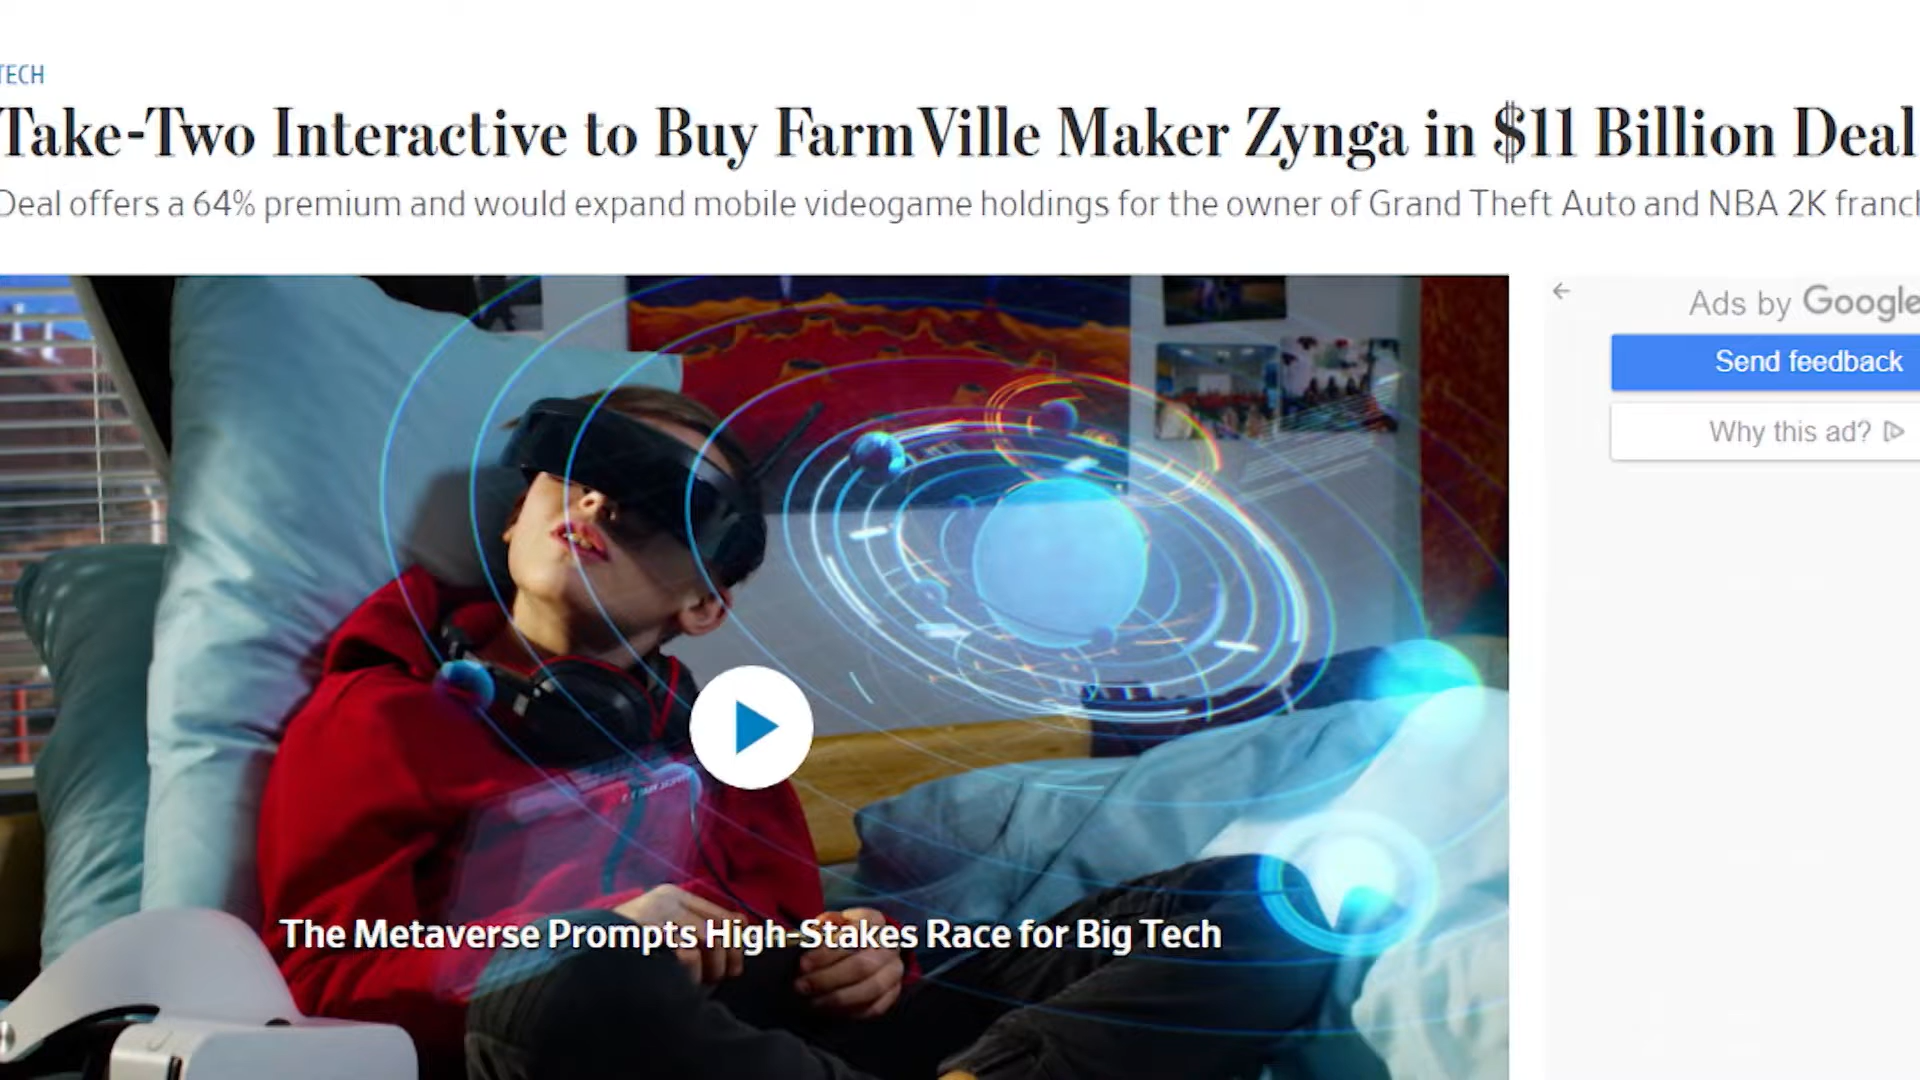 TECH
Take-Two Interactive to Buy FarmVille Maker Zynga in $11 Billion Deal
Deal offers a 64% premium and would expand mobile videogame holdings for the owner of Grand Theft Auto and NBA 2K
Ads by Google
Send feedback
Why this ad?
The Metaverse Prompts High-Stakes Race for Big Tech